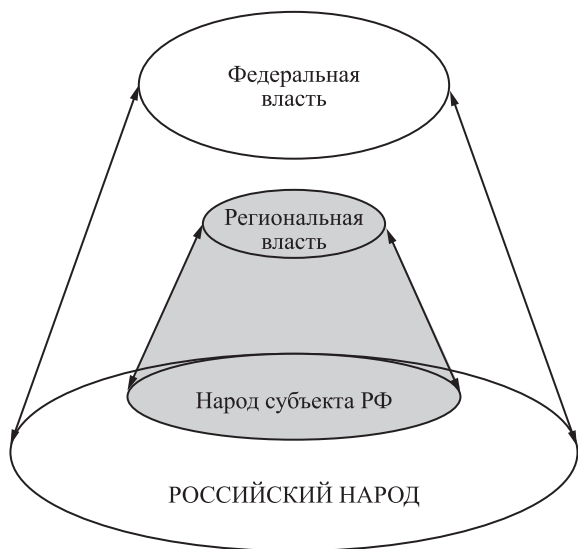 Федеральная
власть
Региональная
власть
Народ субъекта РФ
РОССИЙСКИЙ НАРОД